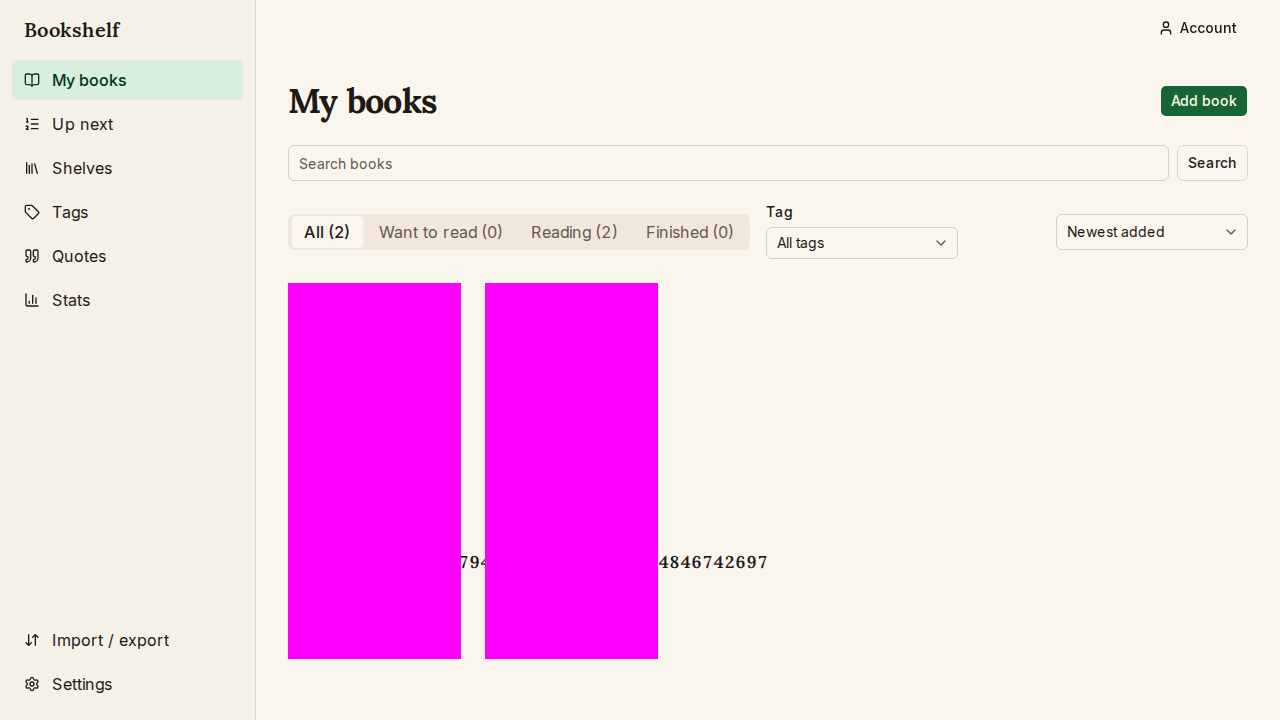 Bookshelf
Account
My books
Up next
Shelves
Tags
Quotes
Stats
Import / export
Settings
My books
Add book
Search books
Search
All (2)
Want to read (0)
Reading (2)
Finished (0)
Tag
All tags
Newest added
4846742697